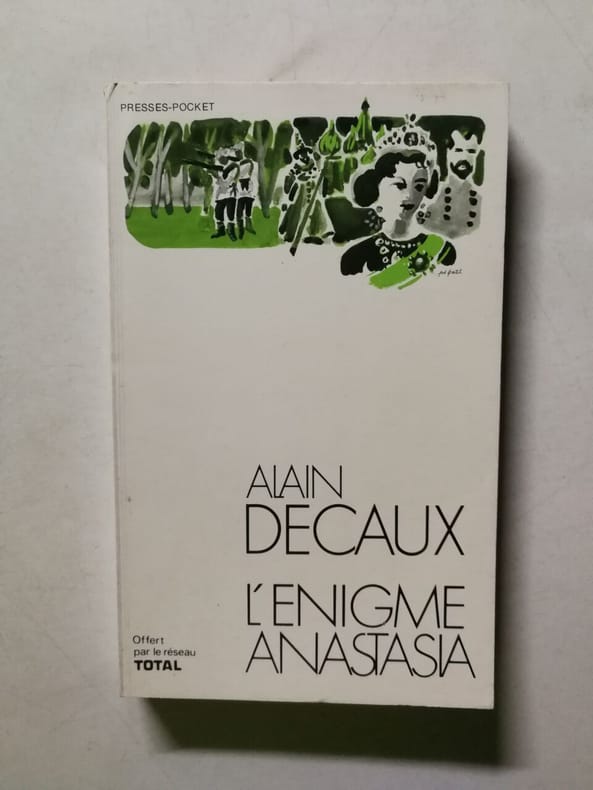 PRESSES-POCKET
ALAIN
DECAUX
L'ENIGME
ANASTASIA
Offert
par le réseau
TOTAL